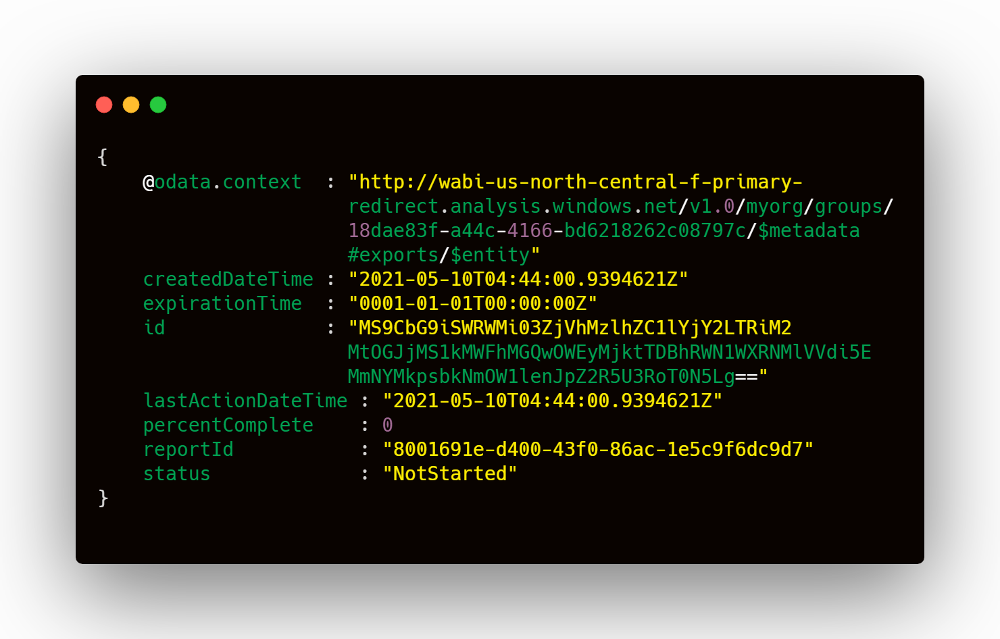 {
@odata.context : "http://wabi-us-north-central-f-primary-
redirect.analysis.windows.net/v1.0/myorg/groups/
18dae83f-a44c-4166-bd6218262c08797c/$metadata
#exports/$entity"
createdDateTime : "2021-05-10T04:44:00.9394621Z"
expirationTime : "0001-01-01T00:00:00Z"
id : "MS9CbG9iSWRWMi03ZjVhMzlhZC1lYjY2LTRiM2
MtOGJjMS1kMWFhMGQwOWEyMjktTDBhRWN1WXRNMlVVdi5E
MmNYMkpsbkNmOW1lenJpZ2R5U3RoT0N5Lg=="
lastActionDateTime : "2021-05-10T04:44:00.9394621Z"
percentComplete : 0
reportId : "8001691e-d400-43f0-86ac-1e5c9f6dc9d7"
status : "NotStarted"
}